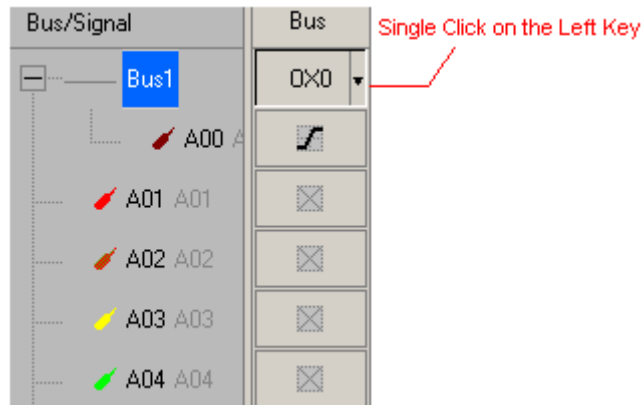 Bus/Signal Bus Single Click on the Left Key
Bus1 0X0
A00 A
A01 A01
A02 A02
A03 A03
A04 A04